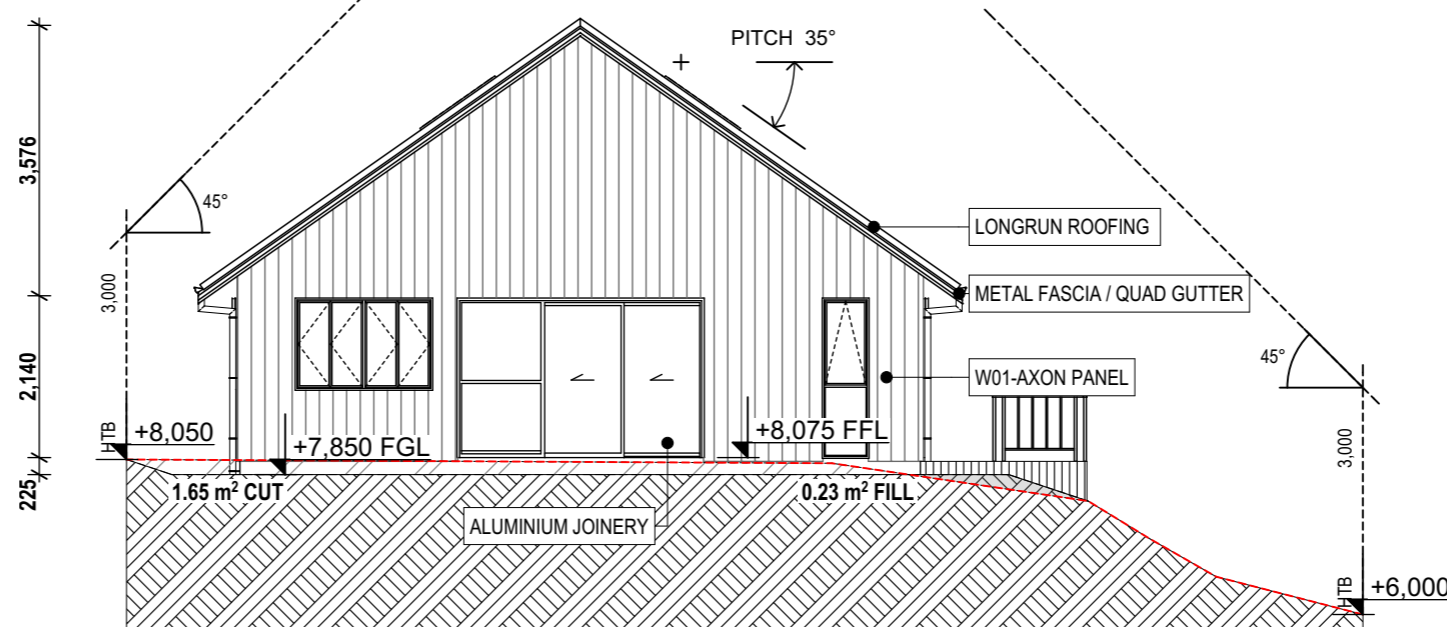 PITCH 35°
3,576
45°
LONGRUN ROOFING
3,000
METAL FASCIA / QUAD GUTTER
2,140
45°
W01-AXON PANEL
HTB
+8,050
+7,850 FGL
+8,075 FFL
3,000
225
1.65 m² CUT
0.23 m² FILL
ALUMINIUM JOINERY
HTB
+6,000